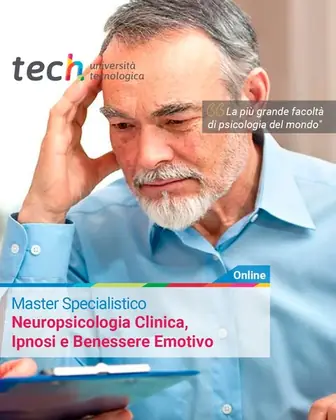 tech università
tecnologica
"La più grande facoltà
di psicologia del mondo"
Online
Master Specialistico
Neuropsicologia Clinica,
Ipnosi e Benessere Emotivo